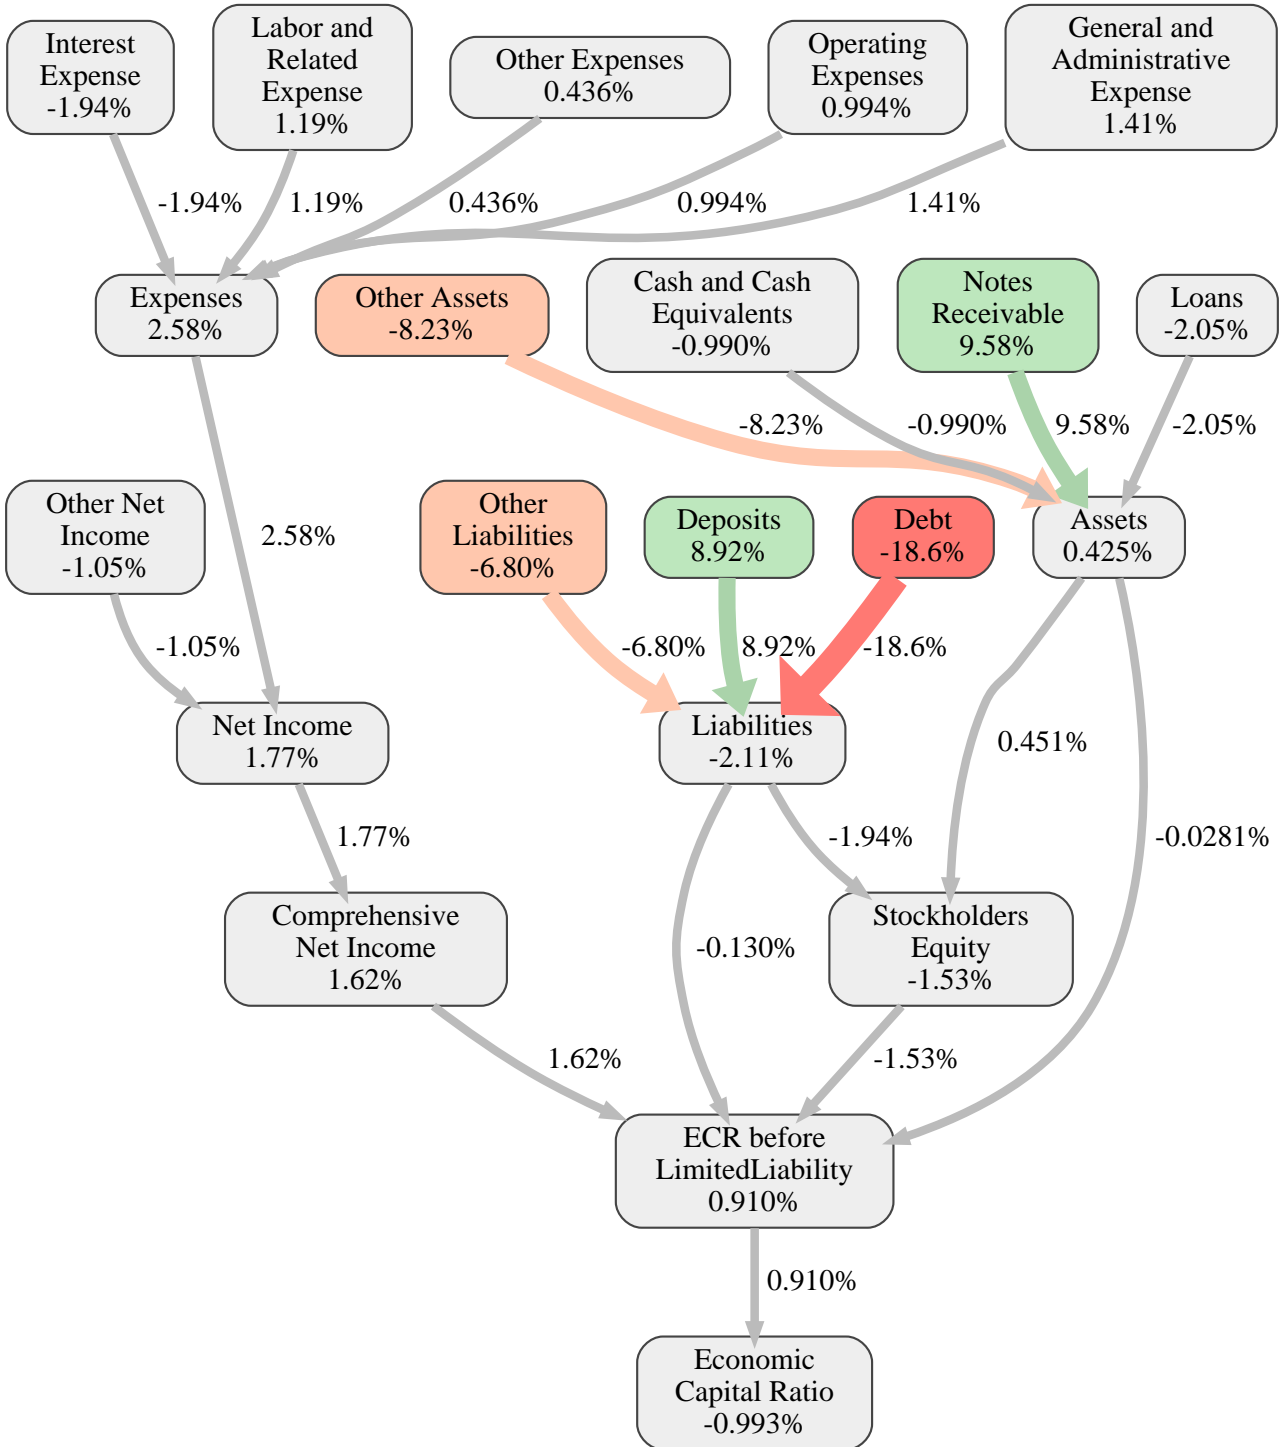 Interest
Expense
-1.94%
Labor and
Related
Expense
1.19%
Other Expenses
0.436%
Operating
Expenses
0.994%
General and
Administrative
Expense
1.41%
-1.94%
1.19%
0.436%
0.994%
1.41%
Expenses
2.58%
Other Assets
-8.23%
Cash and Cash
Equivalents
-0.990%
Notes
Receivable
9.58%
Loans
-2.05%
-8.23%
-0.990%
9.58%
-2.05%
Other Net
Income
-1.05%
2.58%
Other
Liabilities
-6.80%
Deposits
8.92%
Debt
-18.6%
Assets
0.425%
-1.05%
-6.80%
8.92%
-18.6%
Net Income
1.77%
Liabilities
-2.11%
0.451%
1.77%
-1.94%
-0.0281%
Comprehensive
Net Income
1.62%
-0.130%
Stockholders
Equity
-1.53%
1.62%
-1.53%
ECR before
LimitedLiability
0.910%
0.910%
Economic
Capital Ratio
-0.993%